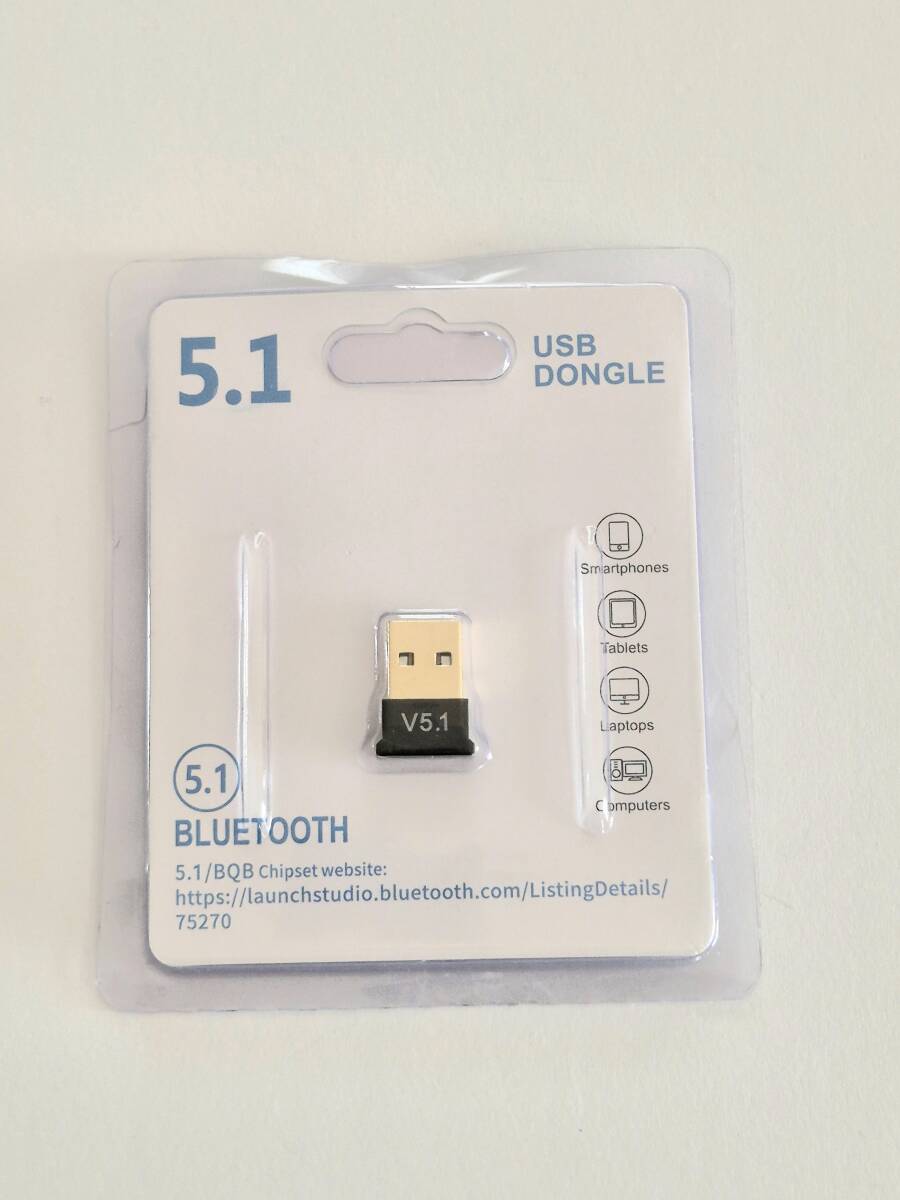 5.1
USB
DONGLE
Smartphones
Tablets
Laptops
Computers
V5.1
5.1
BLUETOOTH
5.1/BQB Chipset website:
https://launchstudio.bluetooth.com/ListingDetails/
75270